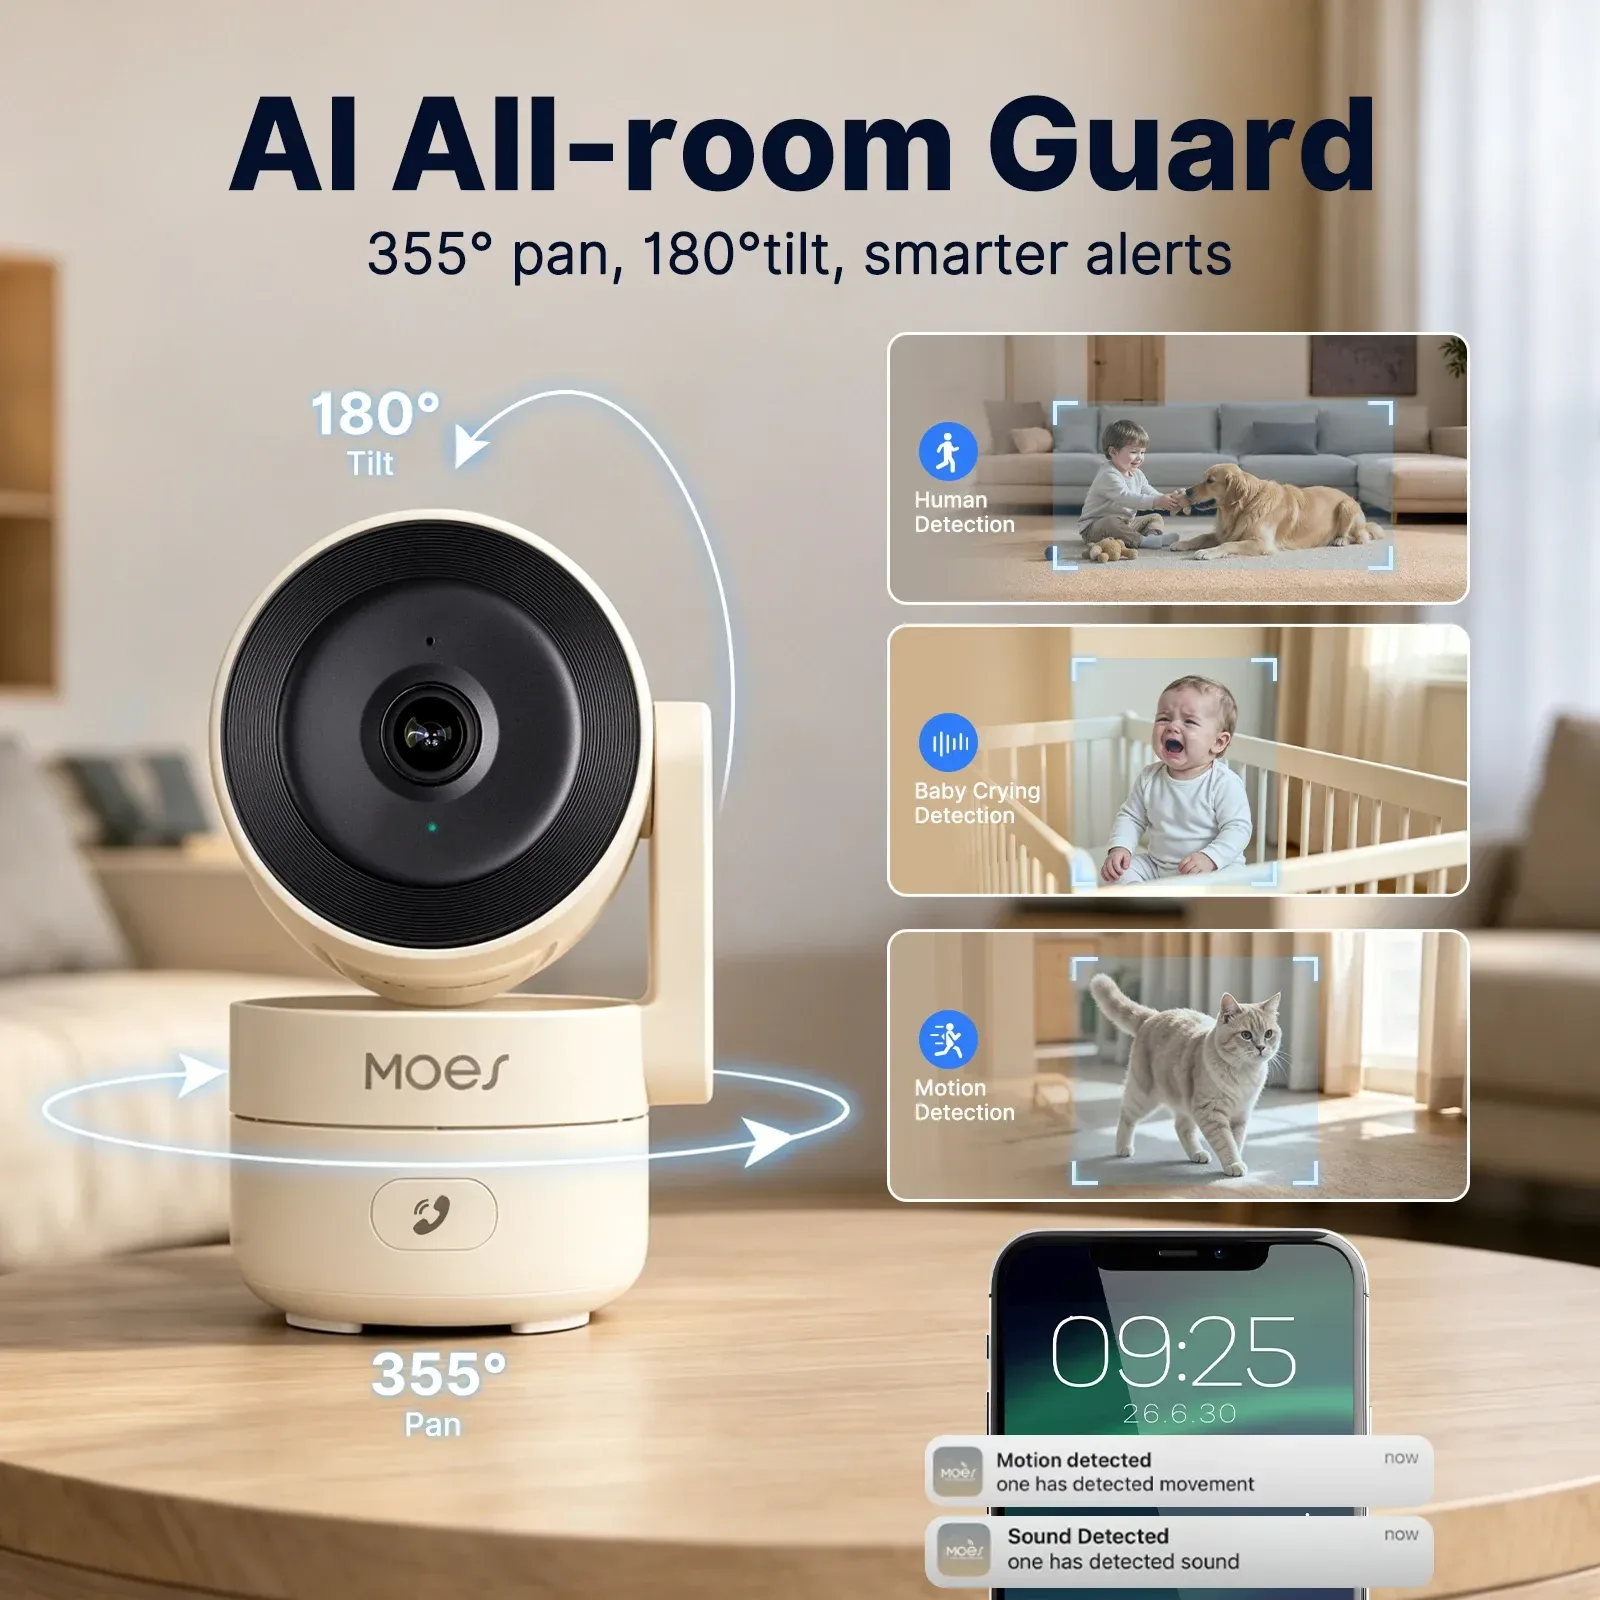 AI All-room Guard
355° pan, 180°tilt, smarter alerts
180°
Tilt
Human
Detection
Baby Crying
Detection
Motion
Detection
MOES
355°
Pan
09:25
26.6.30
MOES
Motion detected
now
one has detected movement
MOES
Sound Detected
now
one has detected sound